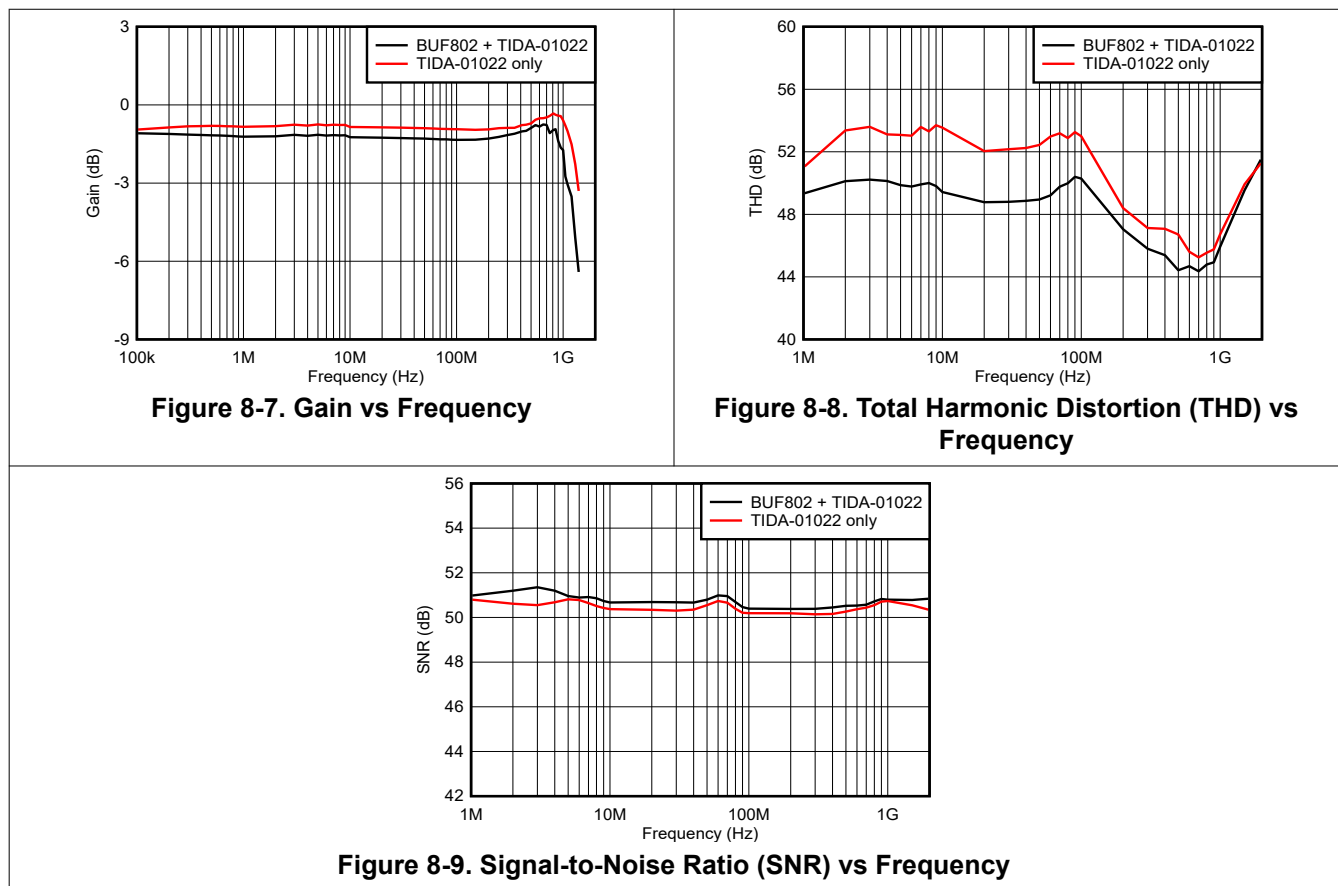 3
0
-3
-6
-9
Gain (dB)
BUF802 + TIDA-01022
TIDA-01022 only
100k 1M 10M 100M 1G
Frequency (Hz)
Figure 8-7. Gain vs Frequency
60
56
52
48
44
40
THD (dB)
BUF802 + TIDA-01022
TIDA-01022 only
1M 10M 100M 1G
Frequency (Hz)
Figure 8-8. Total Harmonic Distortion (THD) vs
Frequency
56
54
52
50
48
46
44
42
SNR (dB)
BUF802 + TIDA-01022
TIDA-01022 only
1M 10M 100M 1G
Frequency (Hz)
Figure 8-9. Signal-to-Noise Ratio (SNR) vs Frequency